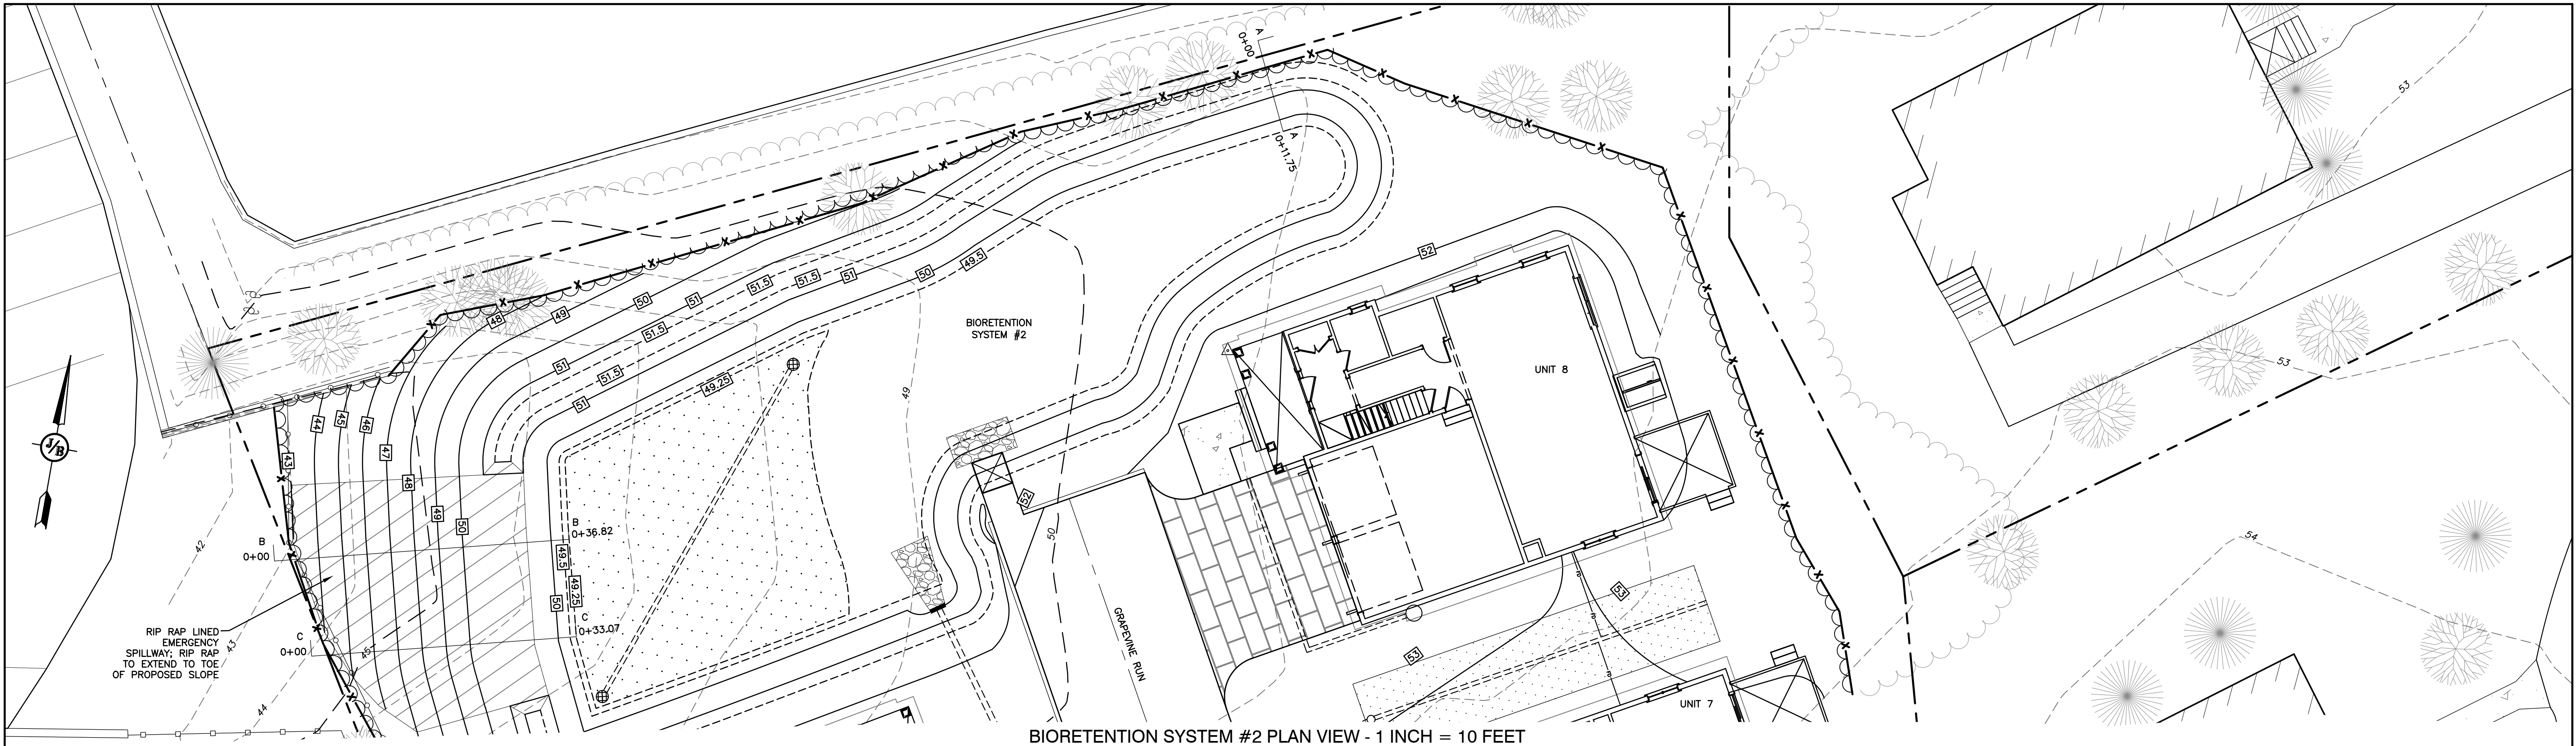 A
0+00
A
0+11.75
53
52
51.5
51.5
51
50
49.5
51
50
51.5
49
48
51
51.5
51
49.25
BIORETENTION
SYSTEM #2
49
UNIT 8
53
J/B
44
45
46
47
48
49
50
43
52
50
B
0+36.82
B
0+00
49.5
49.25
50
C
0+33.07
C
0+00
42
43
45
44
RIP RAP LINED
EMERGENCY
SPILLWAY; RIP RAP
TO EXTEND TO TOE
OF PROPOSED SLOPE
GRAPEVINE RUN
53
53
54
UNIT 7
BIORETENTION SYSTEM #2 PLAN VIEW - 1 INCH = 10 FEET